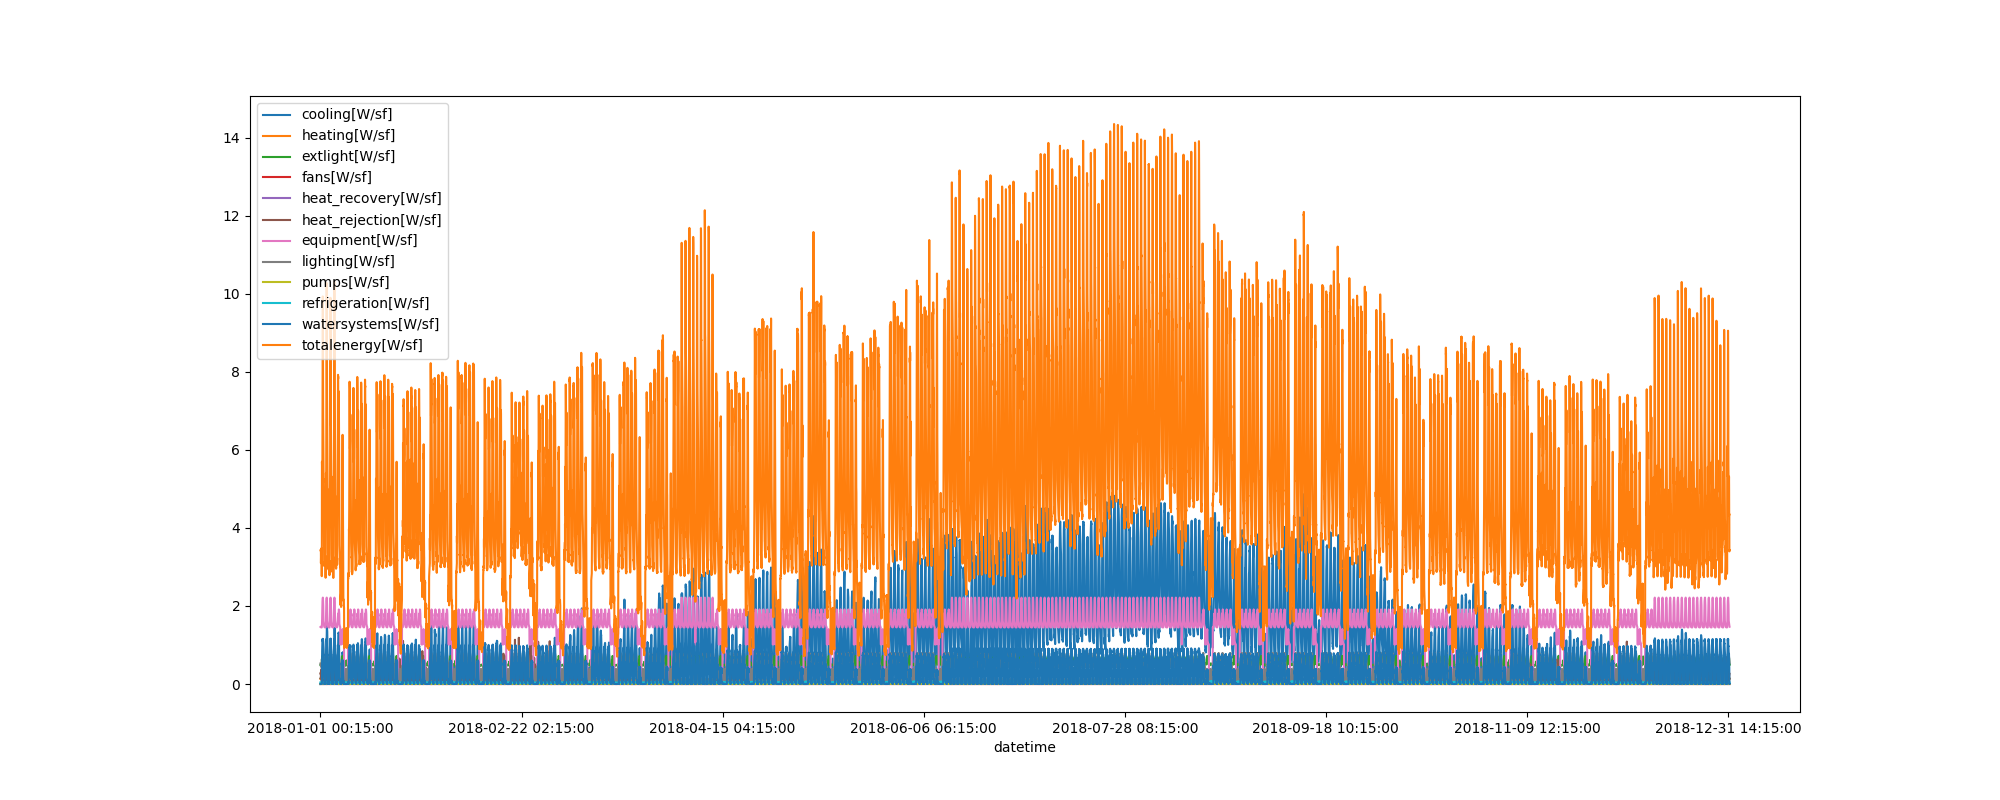 cooling[W/sf]
heating[W/sf]
extlight[W/sf]
fans[W/sf]
heat_recovery[W/sf]
heat_rejection[W/sf]
equipment[W/sf]
lighting[W/sf]
pumps[W/sf]
refrigeration[W/sf]
watersystems[W/sf]
totalenergy[W/sf]
14
12
10
8
6
4
2
0
2018-01-01 00:15:00 2018-02-22 02:15:00 2018-04-15 04:15:00 2018-06-06 06:15:00 2018-07-28 08:15:00 2018-09-18 10:15:00 2018-11-09 12:15:00 2018-12-31 14:15:00
datetime